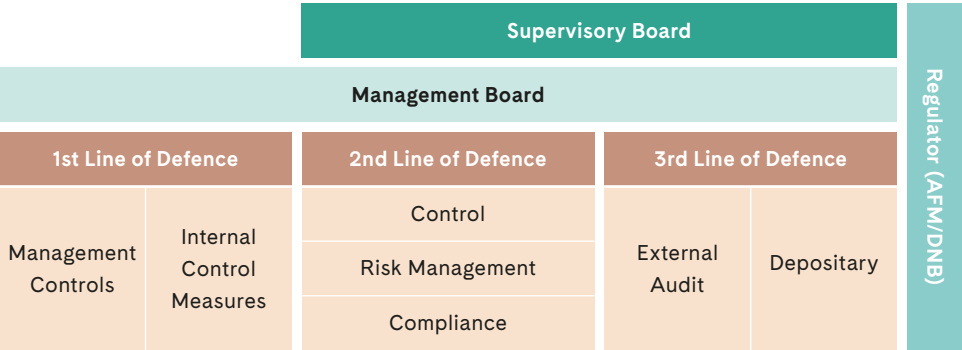 Supervisory Board
Management Board
1st Line of Defence
2nd Line of Defence
3rd Line of Defence
Management
Controls
Internal
Control
Measures
Control
Risk Management
Compliance
External
Audit
Depositary
Regulator (AFM/DNB)